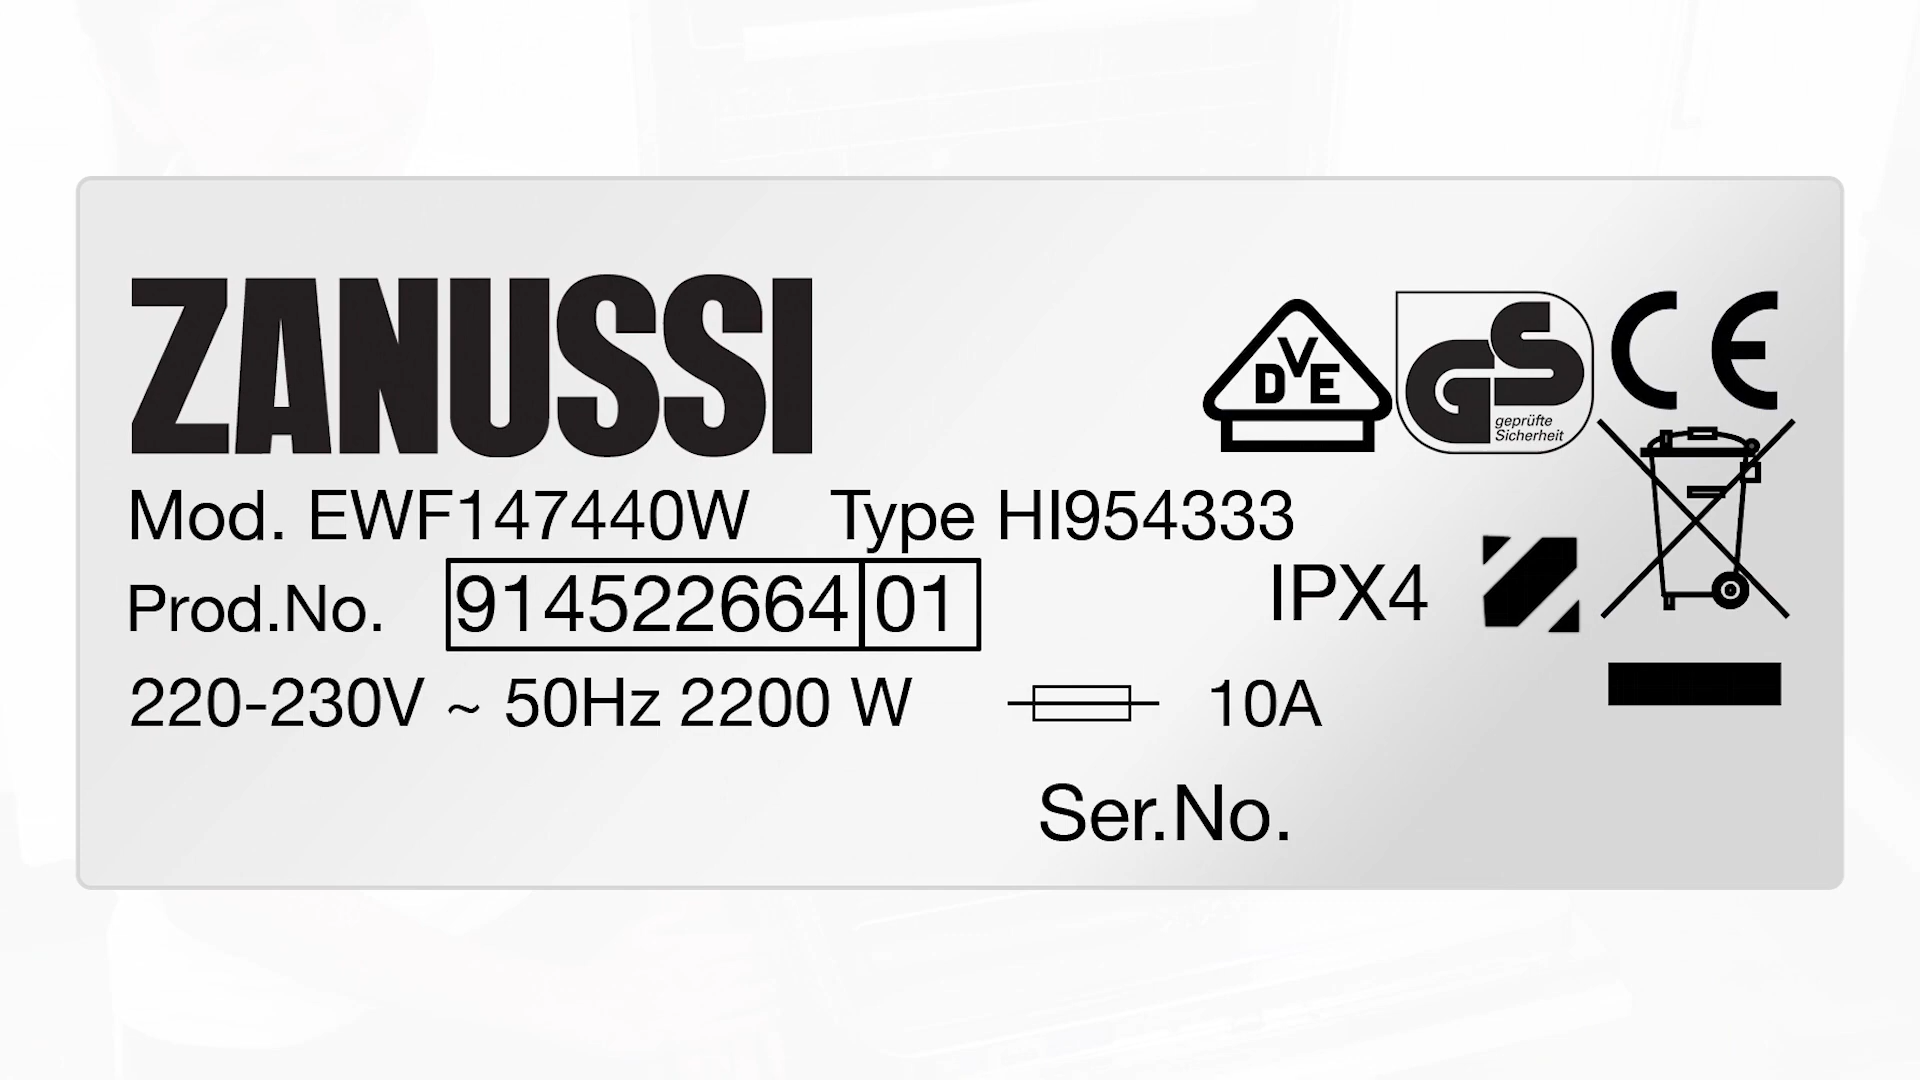 ZANUSSI
DVE
GS
geprüfte
Sicherheit
CE
Mod. EWF147440W Type HI954333
Prod.No. 914522664 01 IPX4
220-230V ~ 50Hz 2200 W 10A
Ser.No.